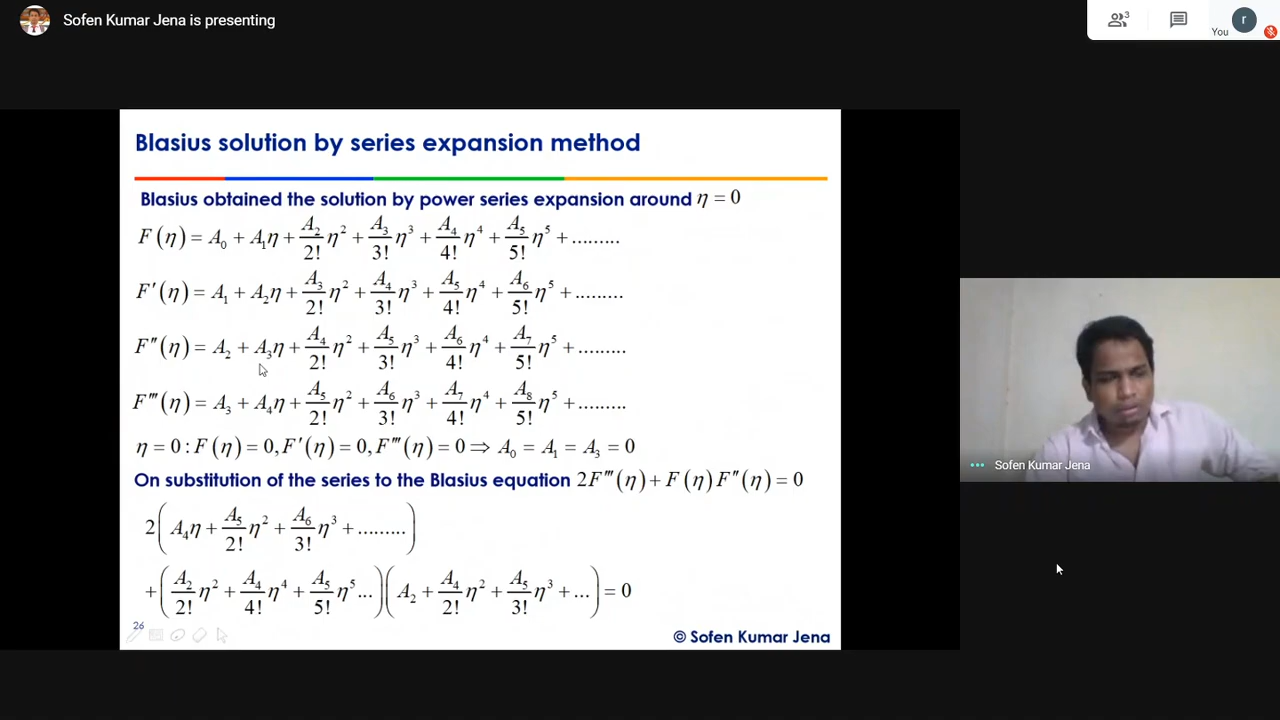 Sofen Kumar Jena is presenting
3
You
r
Blasius solution by series expansion method
Blasius obtained the solution by power series expansion around η = 0
F(η) = A₀ + A₁η + A₂/2! η² + A₃/3! η³ + A₄/4! η⁴ + A₅/5! η⁵ + .........
F′(η) = A₁ + A₂η + A₃/2! η² + A₄/3! η³ + A₅/4! η⁴ + A₆/5! η⁵ + .........
F″(η) = A₂ + A₃η + A₄/2! η² + A₅/3! η³ + A₆/4! η⁴ + A₇/5! η⁵ + .........
F‴(η) = A₃ + A₄η + A₅/2! η² + A₆/3! η³ + A₇/4! η⁴ + A₈/5! η⁵ + .........
η = 0 : F(η) = 0, F′(η) = 0, F‴(η) = 0 ⇒ A₀ = A₁ = A₃ = 0
On substitution of the series to the Blasius equation 2F‴(η) + F(η)F″(η) = 0
2(A₄η + A₅/2! η² + A₆/3! η³ + .........)
+(A₂/2! η² + A₄/4! η⁴ + A₅/5! η⁵...)(A₂ + A₄/2! η² + A₅/3! η³ + ...) = 0
26
© Sofen Kumar Jena
Sofen Kumar Jena